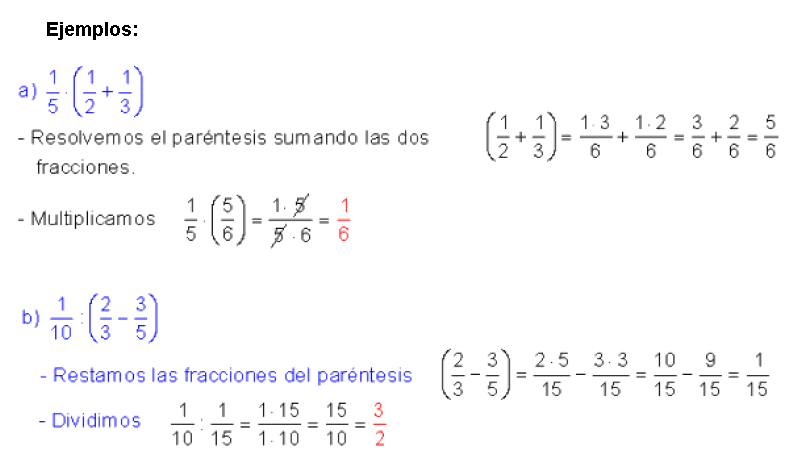 Ejemplos:
a) 1/5 · (1/2 + 1/3)
- Resolvemos el paréntesis sumando las dos
fracciones.
(1/2 + 1/3) = 1·3/6 + 1·2/6 = 3/6 + 2/6 = 5/6
- Multiplicamos 1/5 · (5/6) = 1·5/5·6 = 1/6
b) 1/10 : (2/3 − 3/5)
- Restamos las fracciones del paréntesis (2/3 − 3/5) = 2·5/15 − 3·3/15 = 10/15 − 9/15 = 1/15
- Dividimos 1/10 : 1/15 = 1·15/1·10 = 15/10 = 3/2